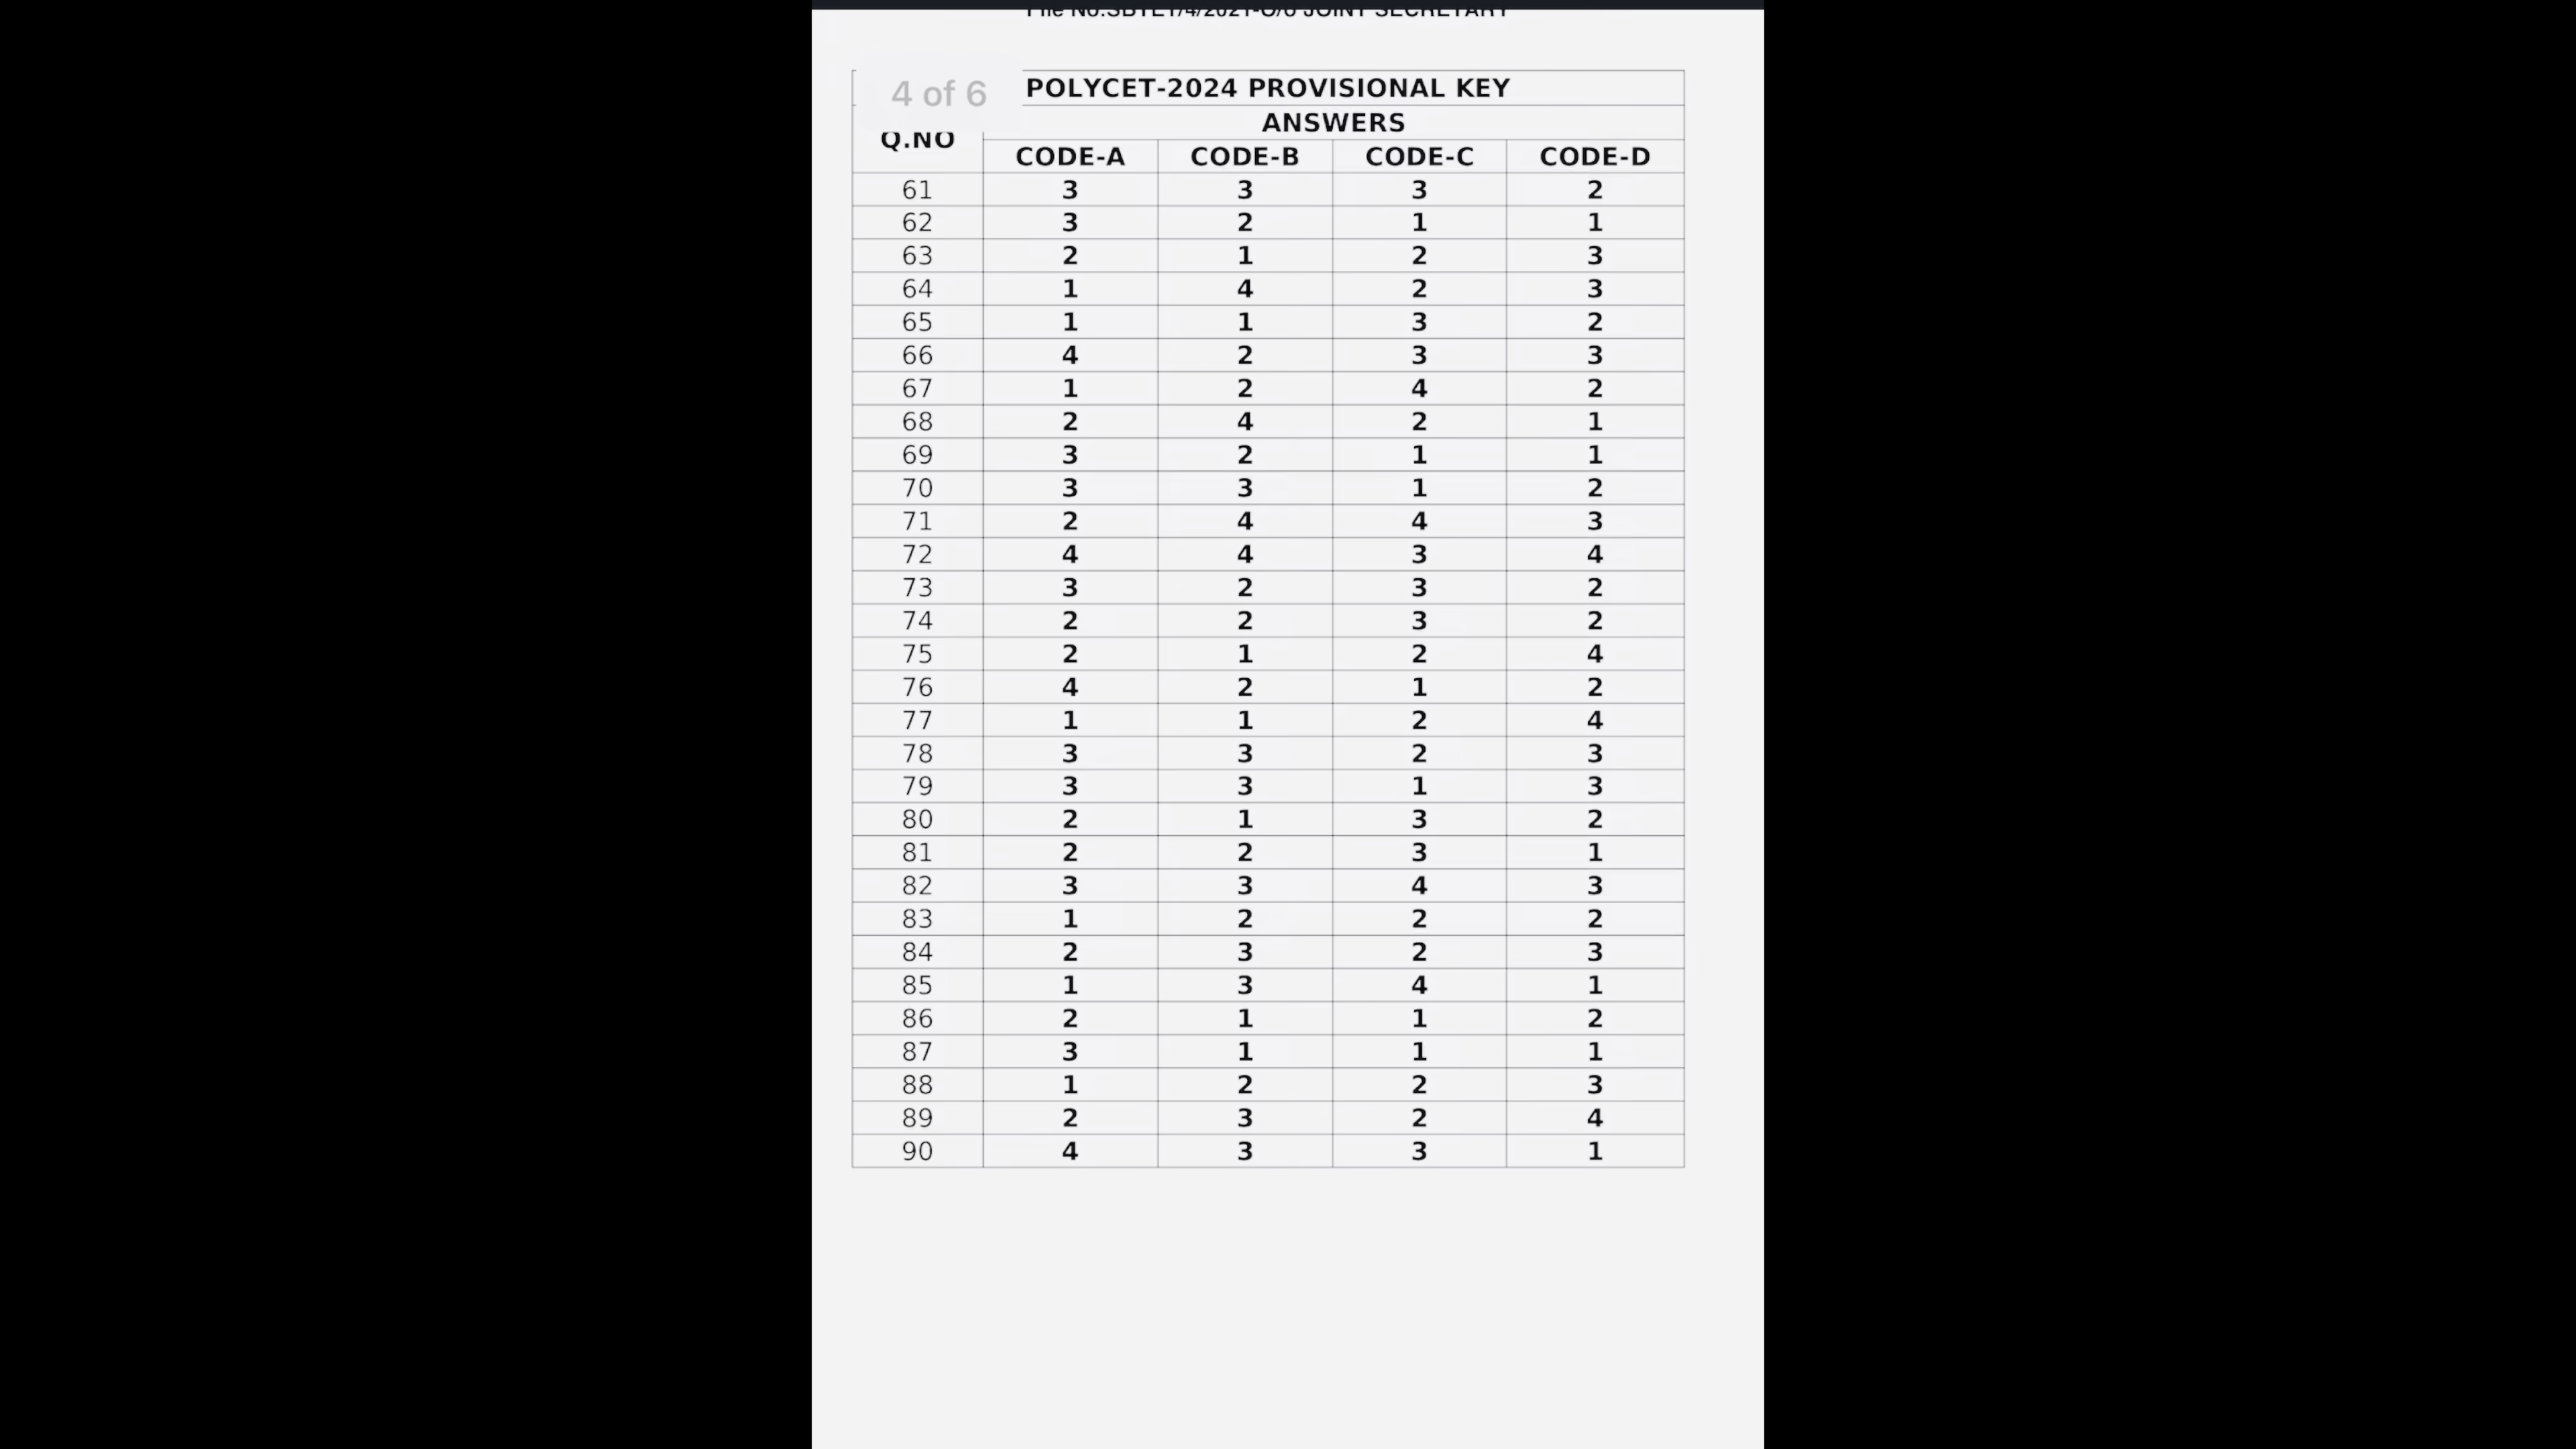 File No.SBTET/4/2021-O/o JOINT SECRETARY
4 of 6
POLYCET-2024 PROVISIONAL KEY
Q.NO
ANSWERS
CODE-A CODE-B CODE-C CODE-D
61 3 3 3 2
62 3 2 1 1
63 2 1 2 3
64 1 4 2 3
65 1 1 3 2
66 4 2 3 3
67 1 2 4 2
68 2 4 2 1
69 3 2 1 1
70 3 3 1 2
71 2 4 4 3
72 4 4 3 4
73 3 2 3 2
74 2 2 3 2
75 2 1 2 4
76 4 2 1 2
77 1 1 2 4
78 3 3 2 3
79 3 3 1 3
80 2 1 3 2
81 2 2 3 1
82 3 3 4 3
83 1 2 2 2
84 2 3 2 3
85 1 3 4 1
86 2 1 1 2
87 3 1 1 1
88 1 2 2 3
89 2 3 2 4
90 4 3 3 1